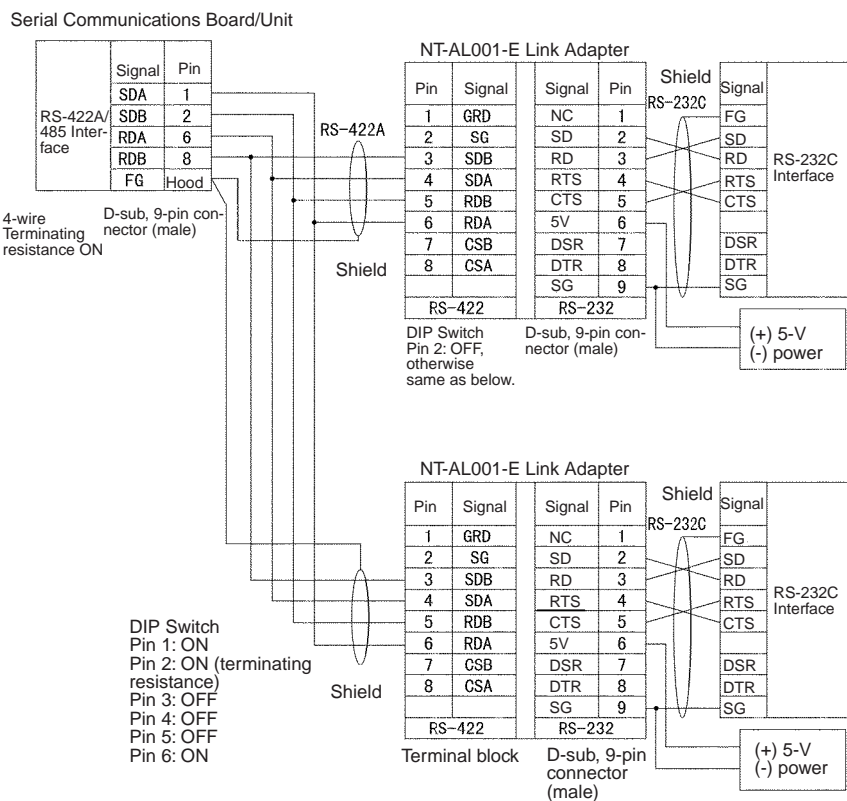 Serial Communications Board/Unit
Signal Pin
SDA 1
SDB 2
RDA 6
RDB 8
FG Hood
RS-422A/
485 Inter-
face
4-wire
Terminating
resistance ON
D-sub, 9-pin con-
nector (male)
RS-422A
Shield
NT-AL001-E Link Adapter
Pin Signal Signal Pin
1 GRD NC 1
2 SG SD 2
3 SDB RD 3
4 SDA RTS 4
5 RDB CTS 5
6 RDA 5V 6
7 CSB DSR 7
8 CSA DTR 8
SG 9
RS-422 RS-232
DIP Switch
Pin 2: OFF,
otherwise
same as below.
D-sub, 9-pin con-
nector (male)
Shield
RS-232C
Signal
FG
SD
RD
RTS
CTS
DSR
DTR
SG
RS-232C
Interface
(+) 5-V
(-) power
NT-AL001-E Link Adapter
Pin Signal Signal Pin
1 GRD NC 1
2 SG SD 2
3 SDB RD 3
4 SDA RTS 4
5 RDB CTS 5
6 RDA 5V 6
7 CSB DSR 7
8 CSA DTR 8
SG 9
RS-422 RS-232
Terminal block
D-sub, 9-pin
connector
(male)
Shield
RS-232C
Signal
FG
SD
RD
RTS
CTS
DSR
DTR
SG
RS-232C
Interface
(+) 5-V
(-) power
DIP Switch
Pin 1: ON
Pin 2: ON (terminating
resistance)
Pin 3: OFF
Pin 4: OFF
Pin 5: OFF
Pin 6: ON
Shield